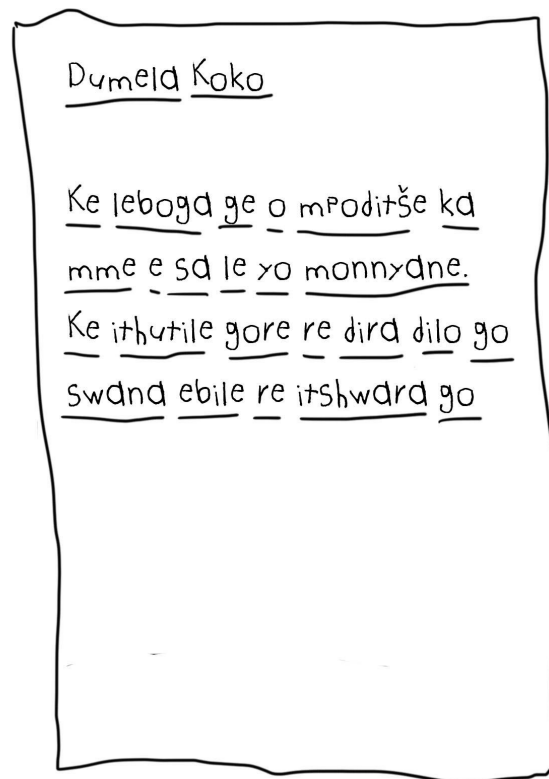 Dumela Koko
Ke leboga ge o mpoditše ka
mme e sa le yo monnyane.
Ke ithutile gore re dira dilo go
swana ebile re itshwara go